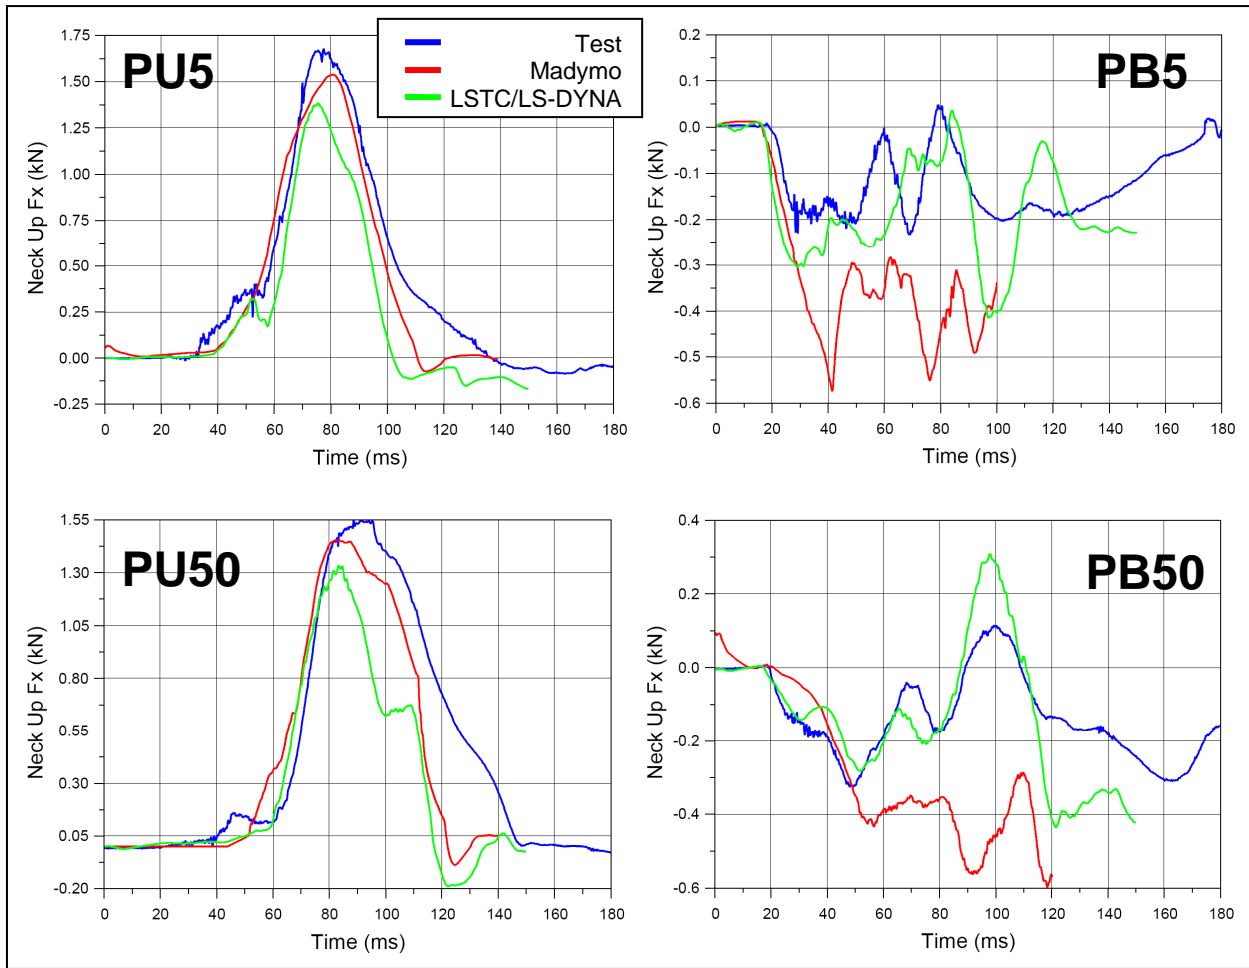 PU5
Test
Madymo
LSTC/LS-DYNA
1.75
1.50
1.25
1.00
0.75
0.50
0.25
0.00
-0.25
Neck Up Fx (kN)
0 20 40 60 80 100 120 140 160 180
Time (ms)
PB5
0.2
0.1
0.0
-0.1
-0.2
-0.3
-0.4
-0.5
-0.6
Neck Up Fx (kN)
0 20 40 60 80 100 120 140 160 180
Time (ms)
PU50
1.55
1.30
1.05
0.80
0.55
0.30
0.05
-0.20
Neck Up Fx (kN)
0 20 40 60 80 100 120 140 160 180
Time (ms)
PB50
0.4
0.2
0.0
-0.2
-0.4
-0.6
Neck Up Fx (kN)
0 20 40 60 80 100 120 140 160 180
Time (ms)